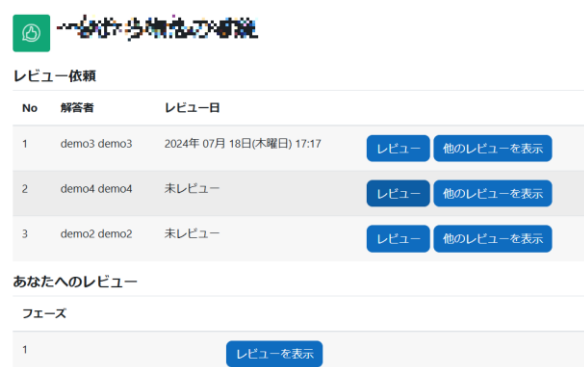 レビュー依頼
No 解答者 レビュー日
1 demo3 demo3 2024年 07月 18日(木曜日) 17:17 レビュー 他のレビューを表示
2 demo4 demo4 未レビュー レビュー 他のレビューを表示
3 demo2 demo2 未レビュー レビュー 他のレビューを表示
あなたへのレビュー
フェーズ
1 レビューを表示